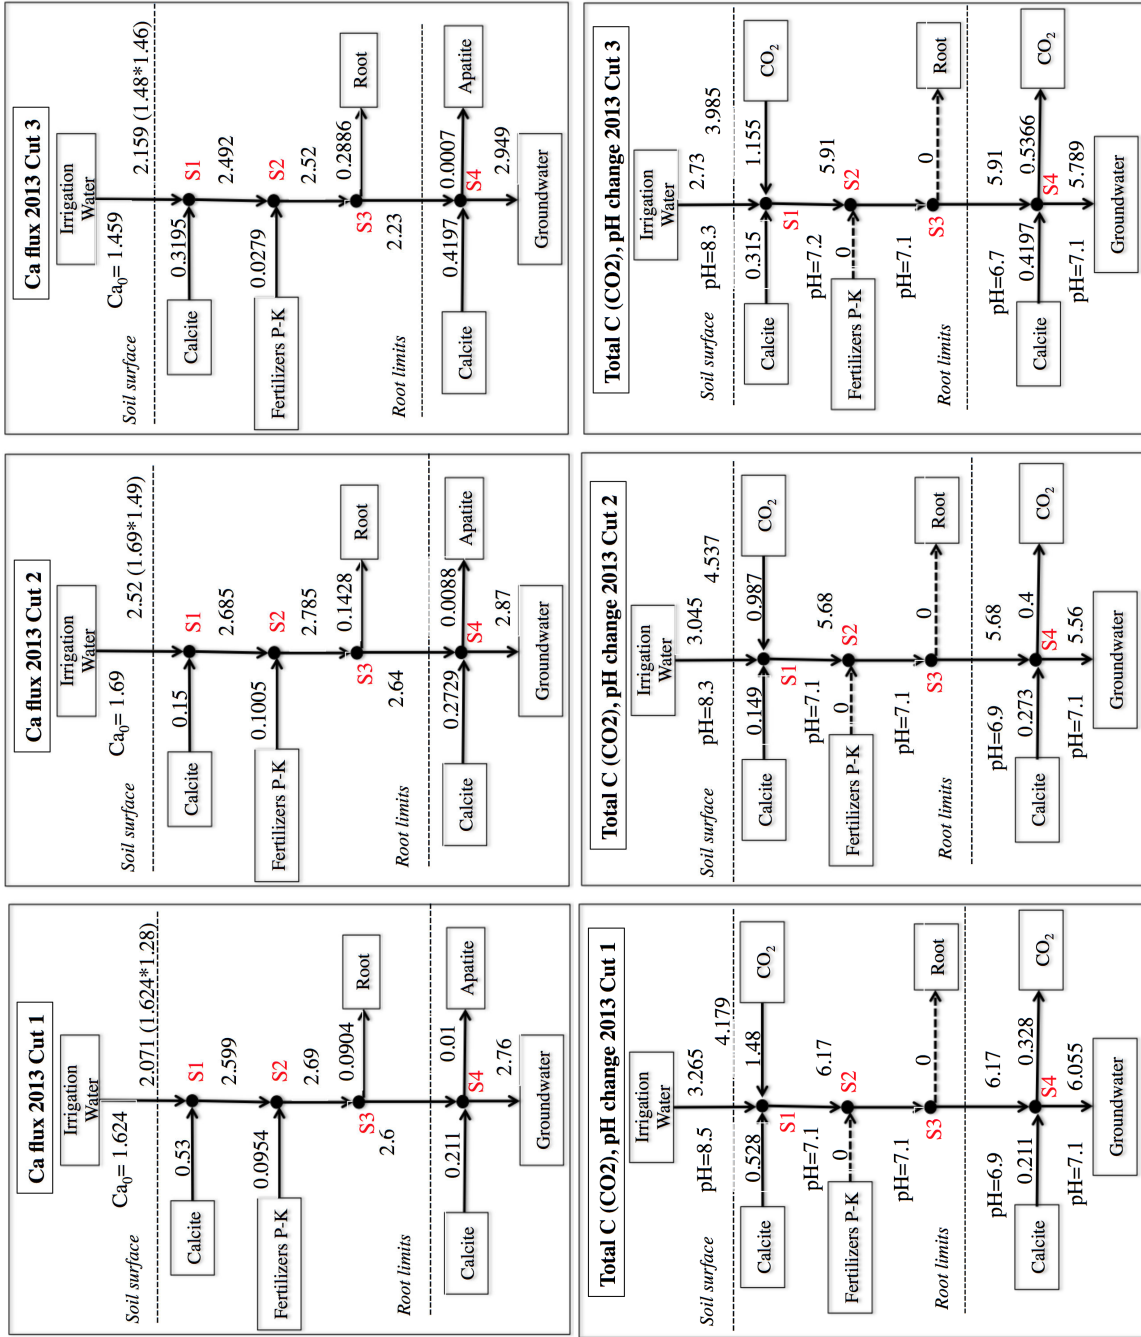 Ca flux 2013 Cut 1
Irrigation
Water
Ca0= 1.624
2.071 (1.624*1.28)
Soil surface
Calcite
0.53
S1
2.599
Fertilizers P-K
0.0954
S2
2.69
0.0904
Root
S3
2.6
Root limits
Calcite
0.211
0.01
Apatite
S4
2.76
Groundwater
Ca flux 2013 Cut 2
Irrigation
Water
Ca0= 1.69
2.52 (1.69*1.49)
Soil surface
Calcite
0.15
S1
2.685
Fertilizers P-K
0.1005
S2
2.785
0.1428
Root
S3
2.64
Root limits
Calcite
0.2729
0.0088
Apatite
S4
2.87
Groundwater
Ca flux 2013 Cut 3
Irrigation
Water
Ca0= 1.459
2.159 (1.48*1.46)
Soil surface
Calcite
0.3195
S1
2.492
Fertilizers P-K
0.0279
S2
2.52
0.2886
Root
S3
2.23
Root limits
Calcite
0.4197
0.0007
Apatite
S4
2.949
Groundwater
Total C (CO2), pH change 2013 Cut 1
Irrigation
Water
pH=8.5
3.265
4.179
Soil surface
Calcite
0.528
1.48
CO2
S1
pH=7.1
6.17
Fertilizers P-K
0
S2
pH=7.1
0
Root
S3
Root limits
pH=6.9
6.17
Calcite
0.211
0.328
CO2
S4
pH=7.1
6.055
Groundwater
Total C (CO2), pH change 2013 Cut 2
Irrigation
Water
pH=8.3
3.045
4.537
Soil surface
Calcite
0.149
0.987
CO2
S1
pH=7.1
5.68
Fertilizers P-K
0
S2
pH=7.1
0
Root
S3
Root limits
pH=6.9
5.68
Calcite
0.273
0.4
CO2
S4
pH=7.1
5.56
Groundwater
Total C (CO2), pH change 2013 Cut 3
Irrigation
Water
pH=8.3
2.73
3.985
Soil surface
Calcite
0.315
1.155
CO2
S1
pH=7.2
5.91
Fertilizers P-K
0
S2
pH=7.1
0
Root
S3
Root limits
pH=6.7
5.91
Calcite
0.4197
0.5366
CO2
S4
pH=7.1
5.789
Groundwater